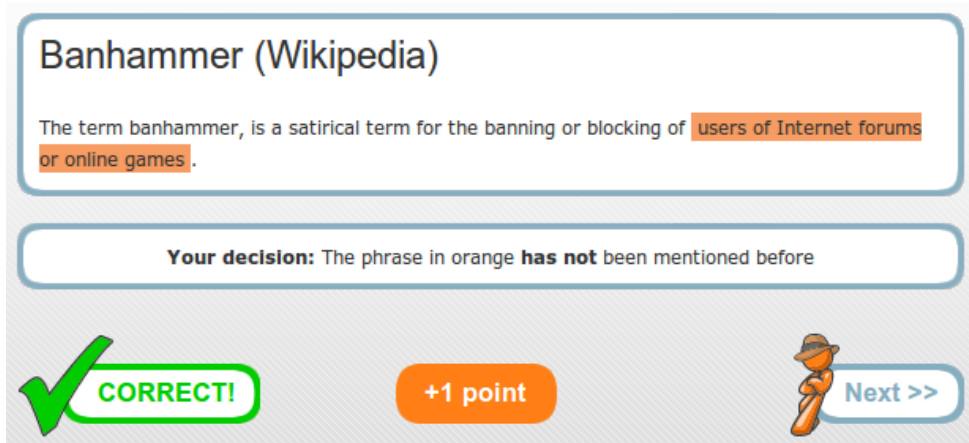 Banhammer (Wikipedia)
The term banhammer, is a satirical term for the banning or blocking of users of Internet forums
or online games .
Your decision: The phrase in orange has not been mentioned before
CORRECT!
+1 point
Next >>